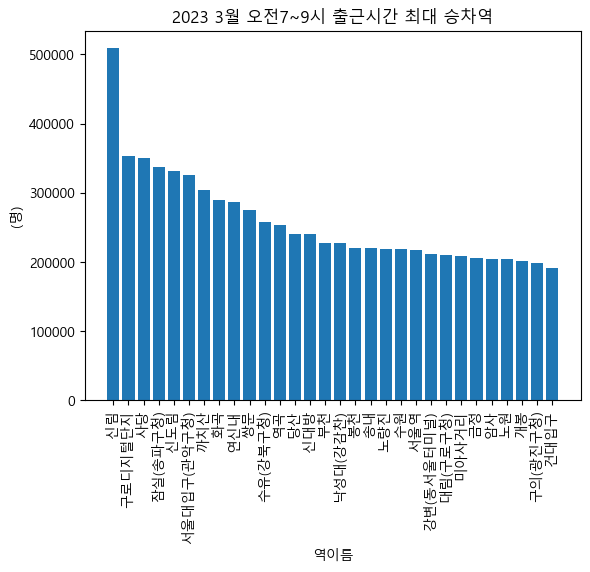 2023 3월 오전7~9시 출근시간 최대 승차역
(명)
500000
400000
300000
200000
100000
0
신림
구로디지털단지
사당
잠실(송파구청)
신도림
서울대입구(관악구청)
까치산
화곡
연신내
쌍문
수유(강북구청)
역곡
당산
신대방
부천
낙성대(강감찬)
봉천
송내
노량진
수원
서울역
강변(동서울터미널)
대림(구로구청)
미아사거리
금정
암사
노원
개봉
구의(광진구청)
건대입구
역이름